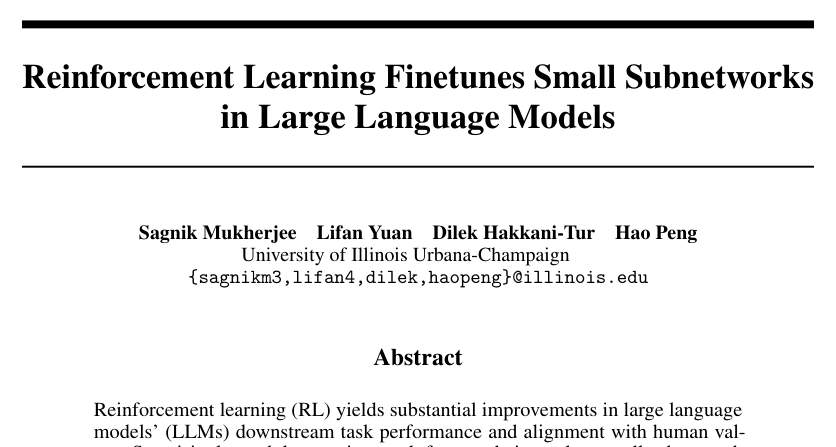 Reinforcement Learning Finetunes Small Subnetworks
in Large Language Models
Sagnik Mukherjee Lifan Yuan Dilek Hakkani-Tur Hao Peng
University of Illinois Urbana-Champaign
{sagnikm3,lifan4,dilek,haopeng}@illinois.edu
Abstract
Reinforcement learning (RL) yields substantial improvements in large language
models’ (LLMs) downstream task performance and alignment with human val-